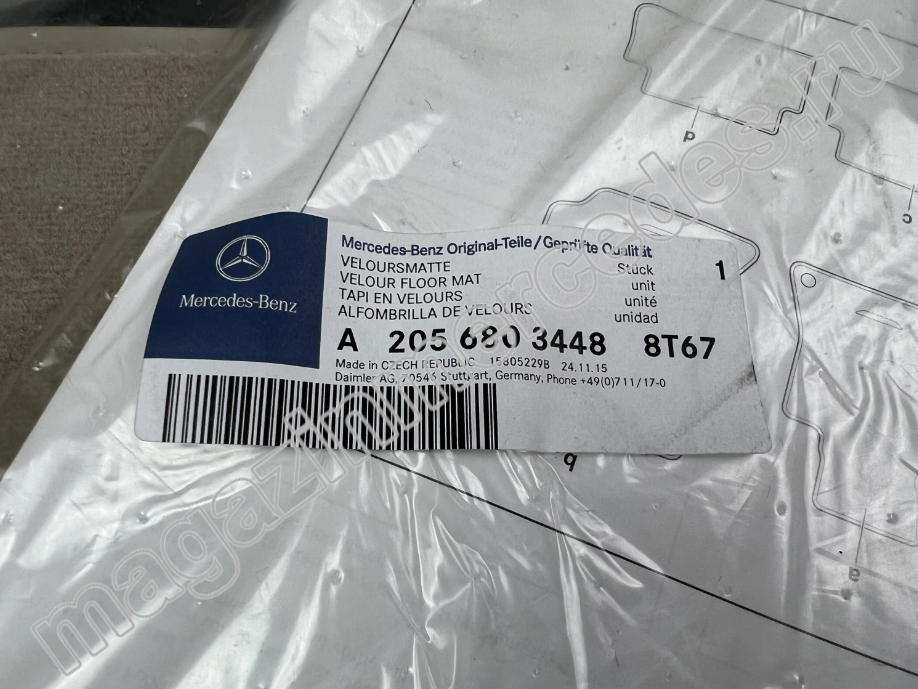 Mercedes-Benz
Mercedes-Benz Original-Teile/Geprüfte Qualität
VELOURSMATTE Stück 1
VELOUR FLOOR MAT unit
TAPI EN VELOURS unité
ALFOMBRILLA DE VELOURS unidad
A 205 680 3448 8T67
Made in CZECH REPUBLIC 15805229B 24.11.15
Daimler AG, 70546 Stuttgart, Germany, Phone +49(0)711/17-0
d
c
b
e
magazinmercedes.ru